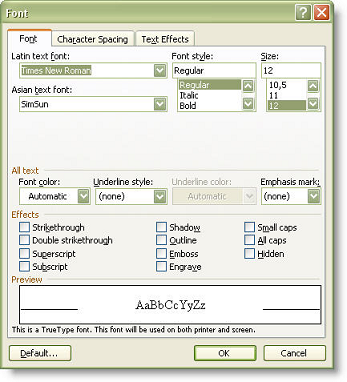 Font
Font Character Spacing Text Effects
Latin text font: Font style: Size:
Times New Roman Regular 12
Asian text font: Regular 10,5
SimSun Italic 11
Bold 12
All text
Font color: Underline style: Underline color: Emphasis mark:
Automatic (none) Automatic (none)
Effects
Strikethrough Shadow Small caps
Double strikethrough Outline All caps
Superscript Emboss Hidden
Subscript Engrave
Preview
AaBbCcYyZz
This is a TrueType font. This font will be used on both printer and screen.
Default... OK Cancel